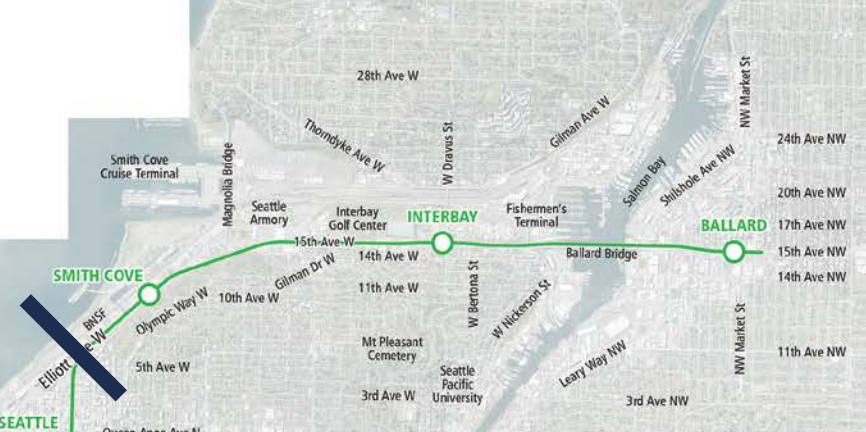 28th Ave W
NW Market St
Gilman Ave W
Thorndyke Ave W
W Dravus St
24th Ave NW
Smith Cove
Cruise Terminal
Magnolia Bridge
Salmon Bay
Shilshole Ave NW
20th Ave NW
Seattle
Armory
Interbay
Golf Center
INTERBAY
Fishermen's
Terminal
BALLARD
17th Ave NW
15th Ave W
14th Ave W
Ballard Bridge
15th Ave NW
SMITH COVE
Gilman Dr W
14th Ave NW
BNSF
Olympic Way W
10th Ave W
11th Ave W
W Bertona St
W Nickerson St
NW Market St
Elliott
e W
5th Ave W
Mt Pleasant
Cemetery
Seattle
Pacific
University
Leary Way NW
11th Ave NW
3rd Ave W
3rd Ave NW
SEATTLE